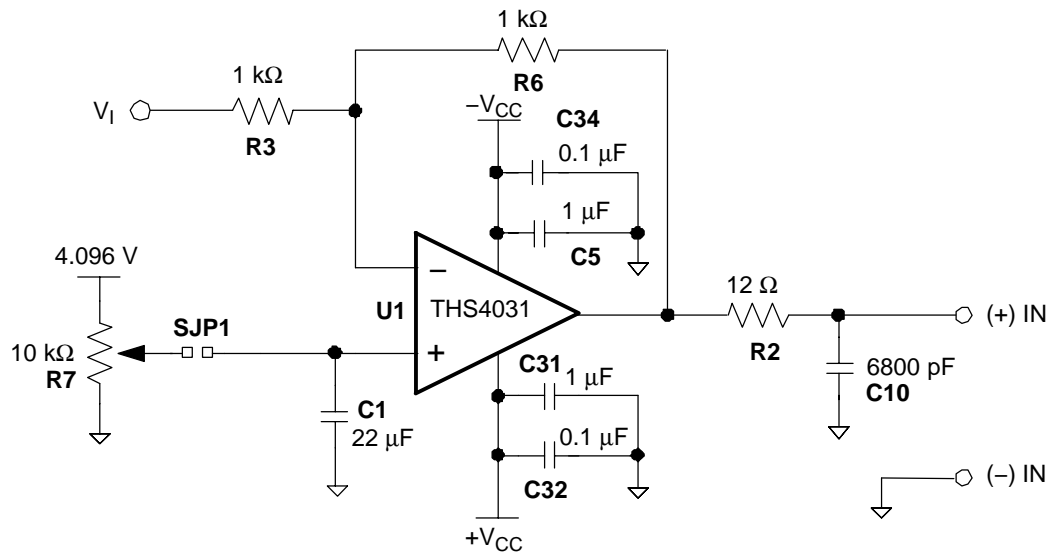 1 kΩ
R6
1 kΩ
V_I
R3
−V_CC
C34
0.1 μF
1 μF
C5
4.096 V
−
U1
THS4031
12 Ω
(+) IN
SJP1
10 kΩ
R7
+
R2
C31
1 μF
6800 pF
C10
C1
22 μF
0.1 μF
C32
(−) IN
+V_CC